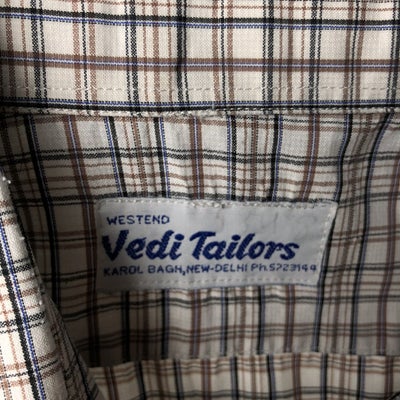 WESTEND
Vedi Tailors
KAROL BAGH, NEW-DELHI Ph.5723144